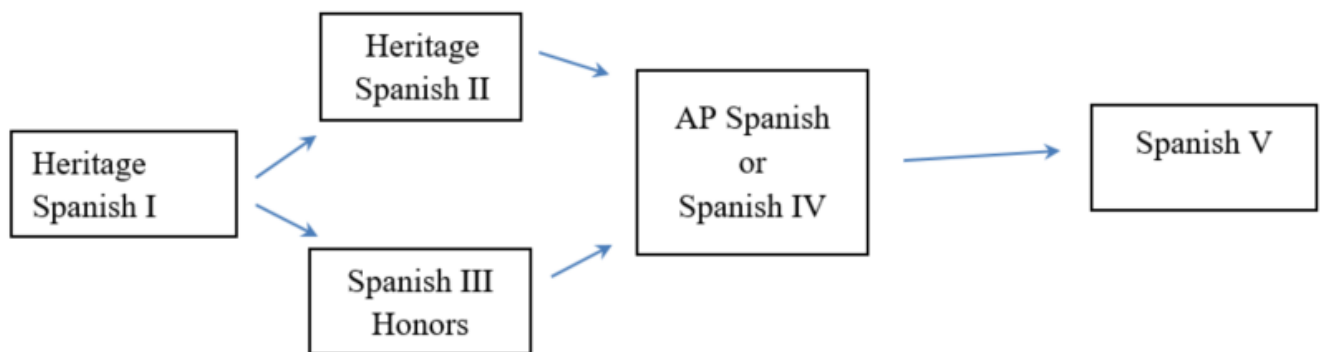 Heritage
Spanish I
Heritage
Spanish II
Spanish III
Honors
AP Spanish
or
Spanish IV
Spanish V